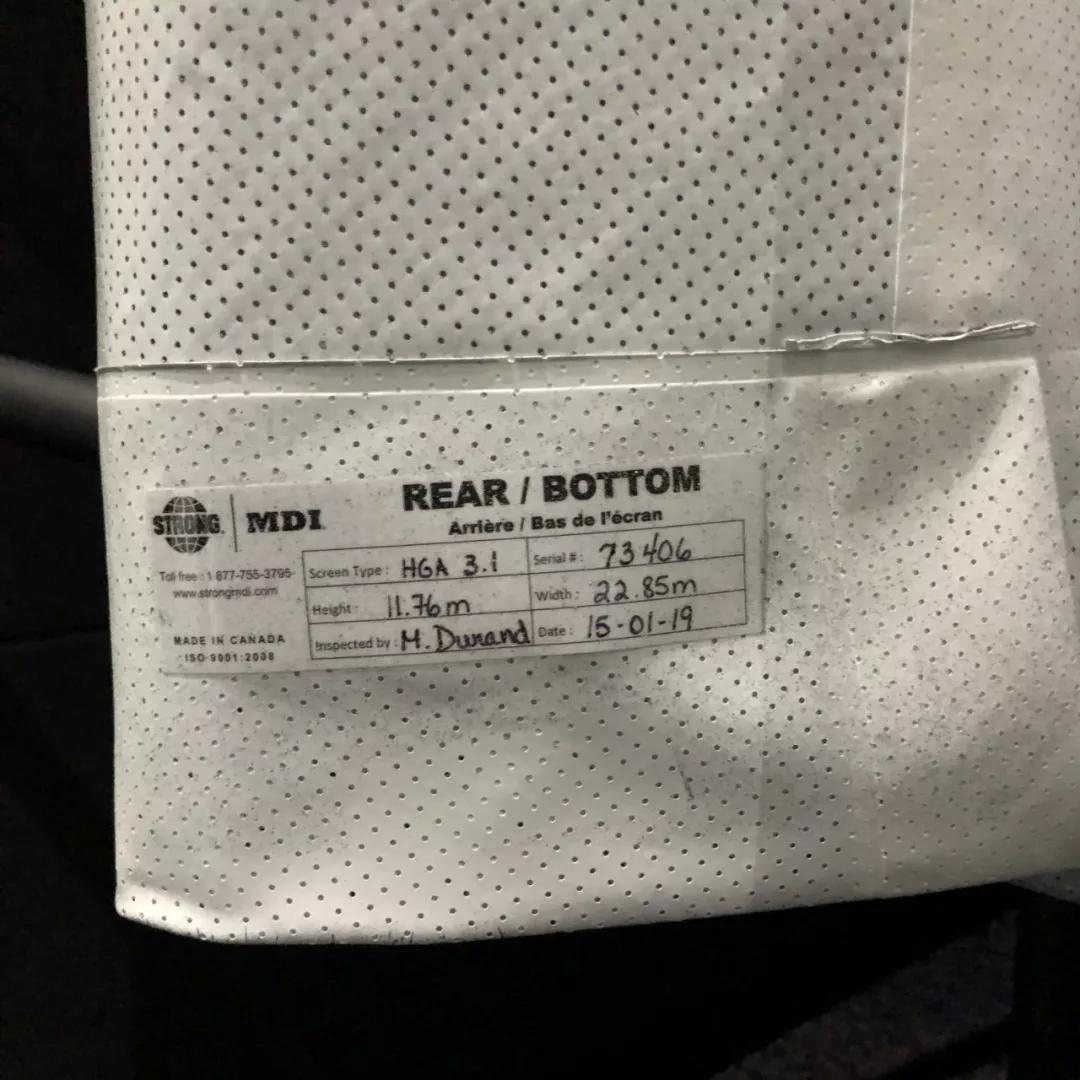 REAR / BOTTOM
Arrière / Bas de l'écran
STRONG. MDI
Toll free : 1 877-755-3795
www.strongmdi.com
MADE IN CANADA
ISO 9001:2008
Screen Type : HGA 3.1 Serial # : 73406
Height : 11.76m Width : 22.85m
Inspected by : M. Durand Date : 15-01-19